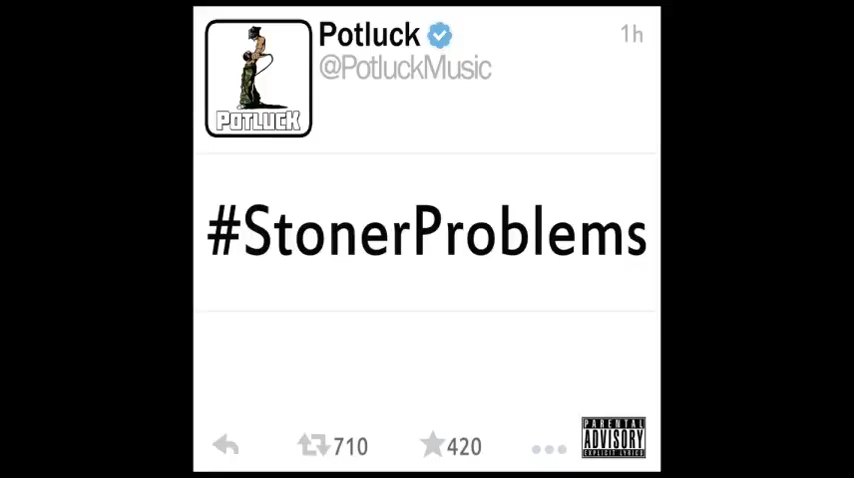 Potluck
1h
@PotluckMusic
POTLUCK
#StonerProblems
710
420
PARENTAL
ADVISORY
EXPLICIT LYRICS